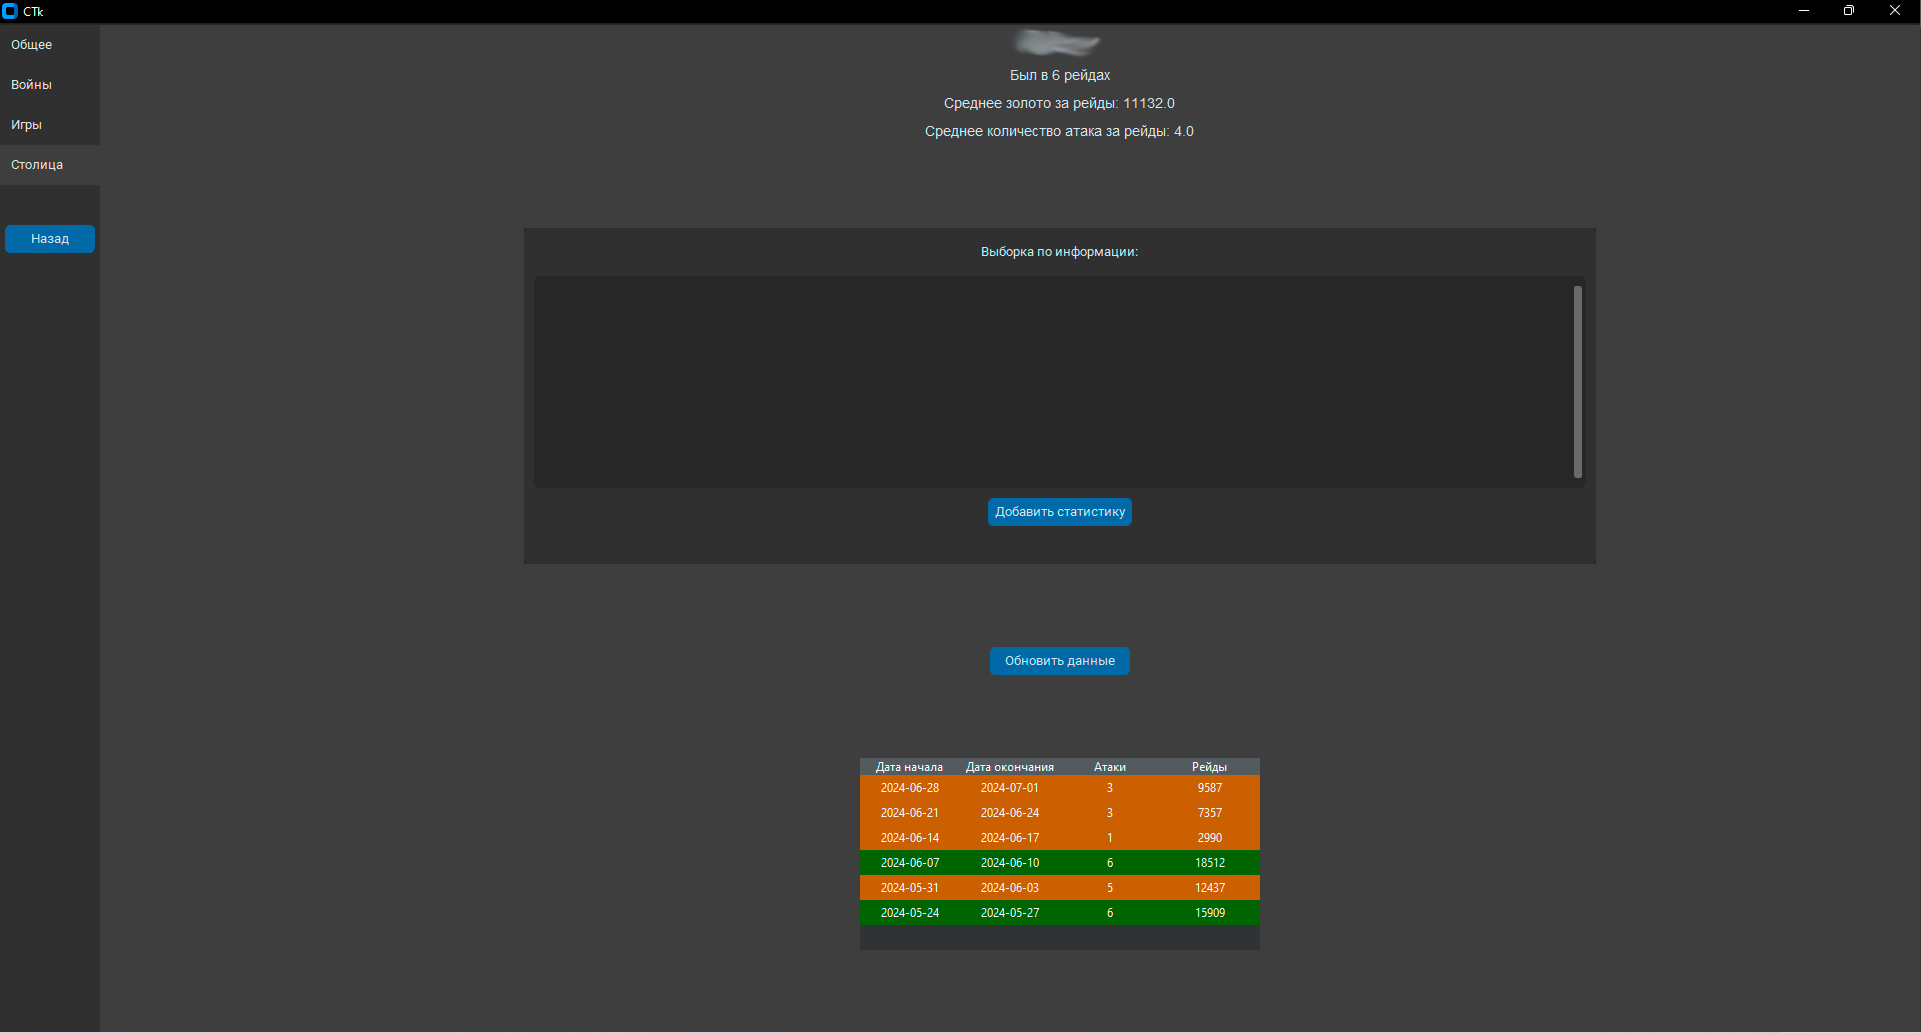 CTk
Общее
Войны
Игры
Столица
Назад
Был в 6 рейдах
Среднее золото за рейды: 11132.0
Среднее количество атака за рейды: 4.0
Выборка по информации:
Добавить статистику
Обновить данные
Дата начала Дата окончания Атаки Рейды
2024-06-28 2024-07-01 3 9587
2024-06-21 2024-06-24 3 7357
2024-06-14 2024-06-17 1 2990
2024-06-07 2024-06-10 6 18512
2024-05-31 2024-06-03 5 12437
2024-05-24 2024-05-27 6 15909